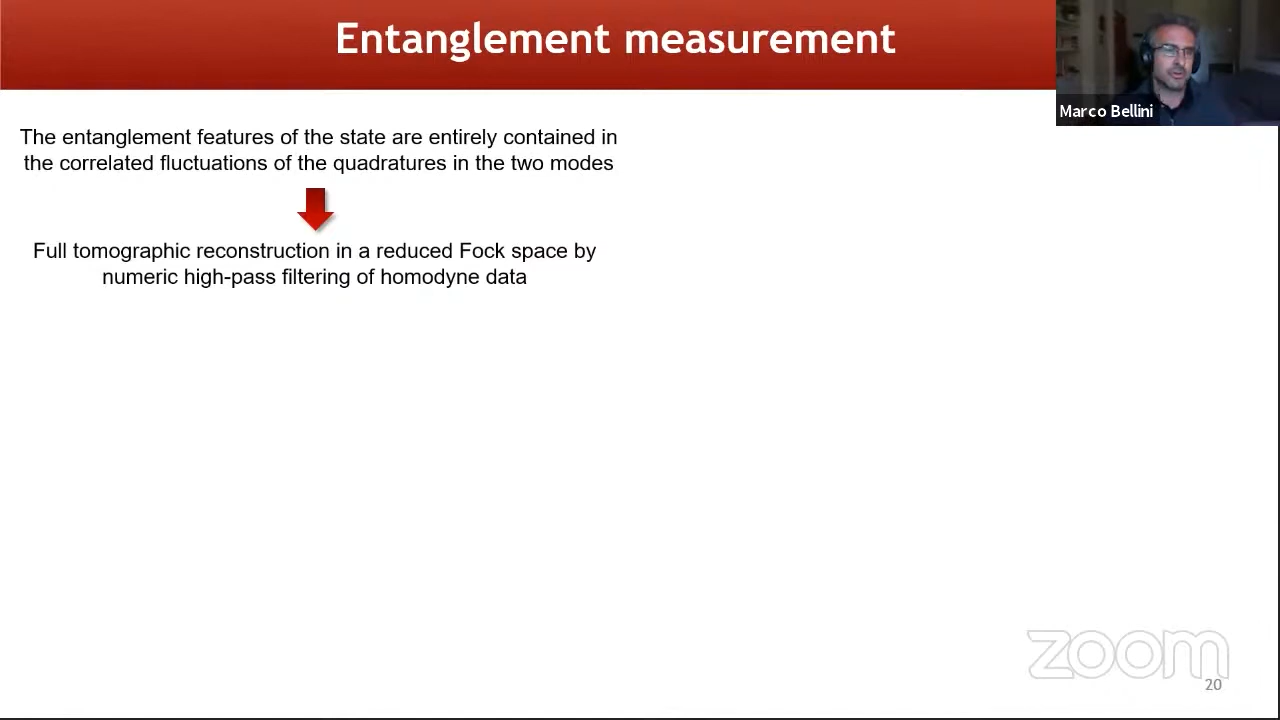 Entanglement measurement
Marco Bellini
The entanglement features of the state are entirely contained in
the correlated fluctuations of the quadratures in the two modes
Full tomographic reconstruction in a reduced Fock space by
numeric high-pass filtering of homodyne data
zoom
20